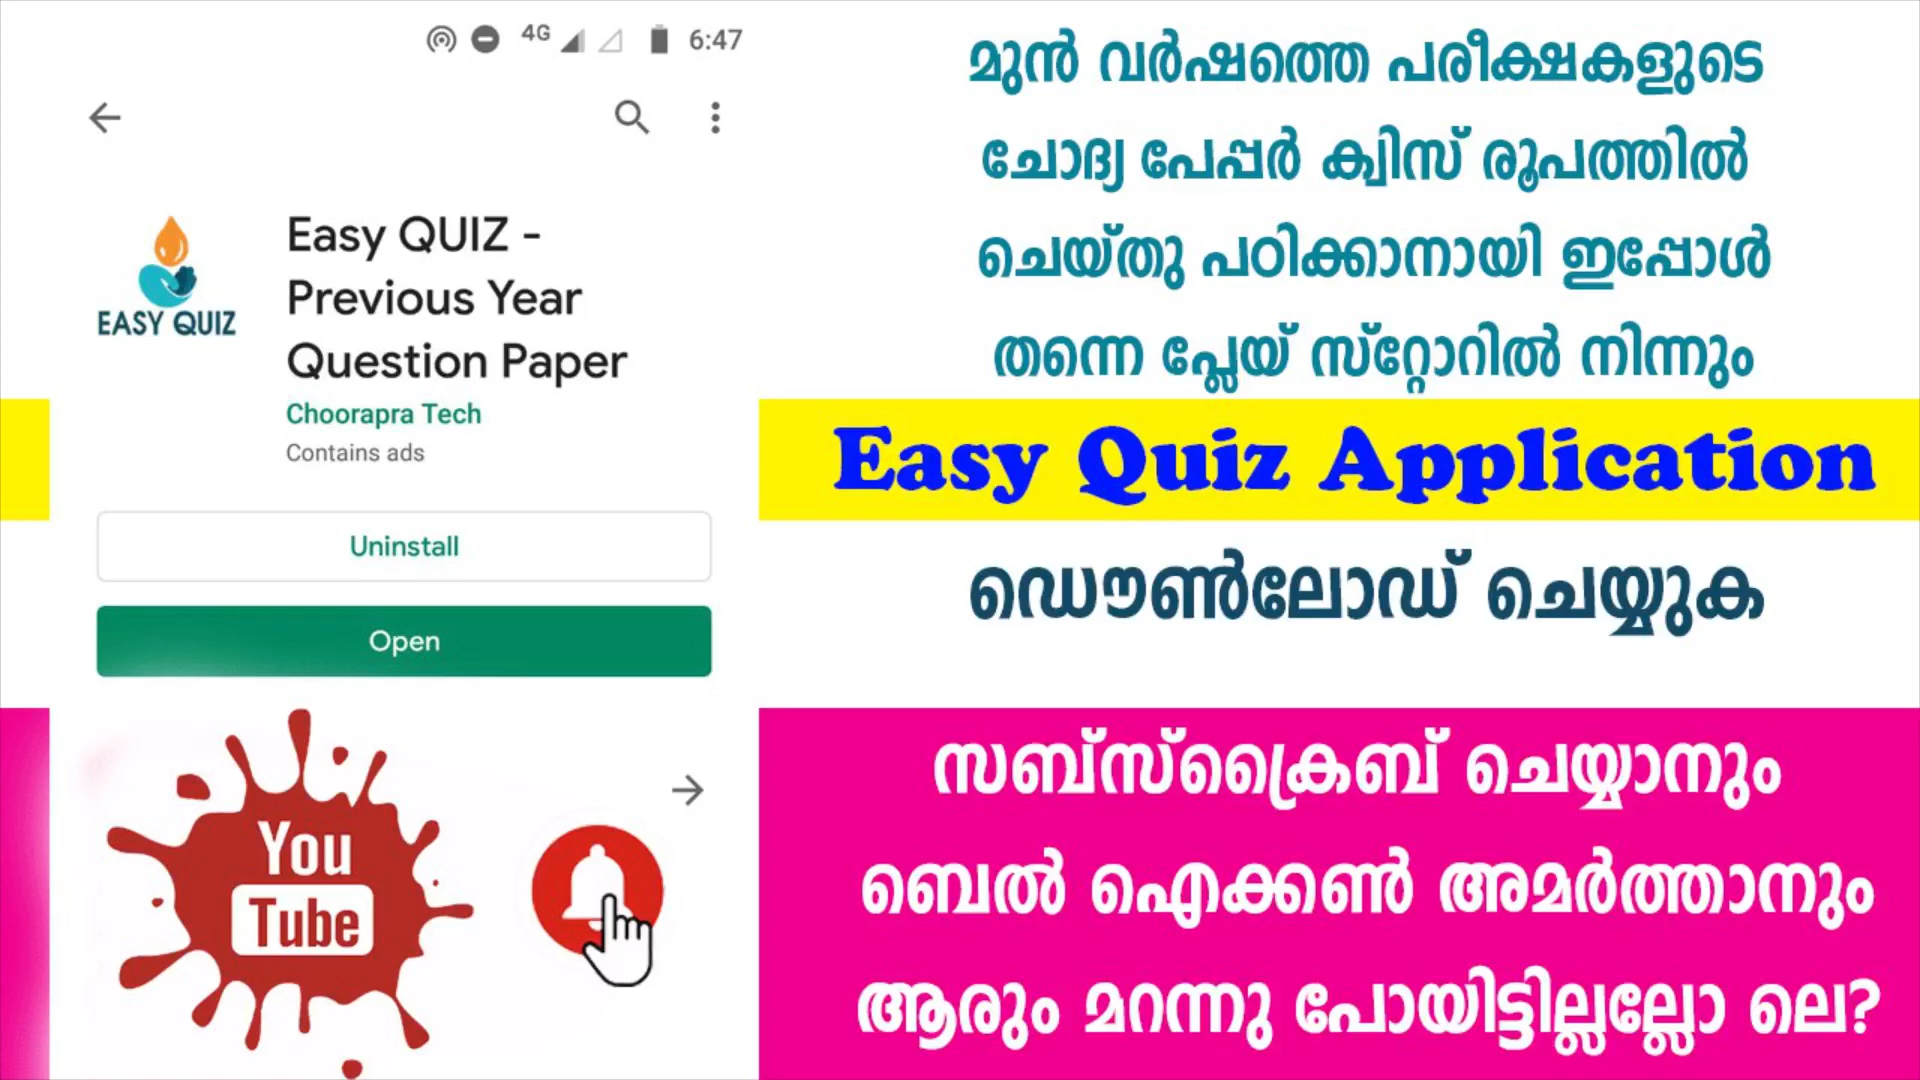 4G 6:47
EASY QUIZ
Easy QUIZ -
Previous Year
Question Paper
Choorapra Tech
Contains ads
Uninstall
Open
You
Tube
മുൻ വർഷത്തെ പരീക്ഷകളുടെ
ചോദ്യ പേപ്പർ ക്വിസ് രൂപത്തിൽ
ചെയ്തു പഠിക്കാനായി ഇപ്പോൾ
തന്നെ പ്ലേയ് സ്റ്റോറിൽ നിന്നും
Easy Quiz Application
ഡൌൺലോഡ് ചെയ്യുക
സബ്സ്ക്രൈബ് ചെയ്യാനും
ബെൽ ഐക്കൺ അമർത്താനും
ആരും മറന്നു പോയിട്ടില്ലല്ലോ ലെ?